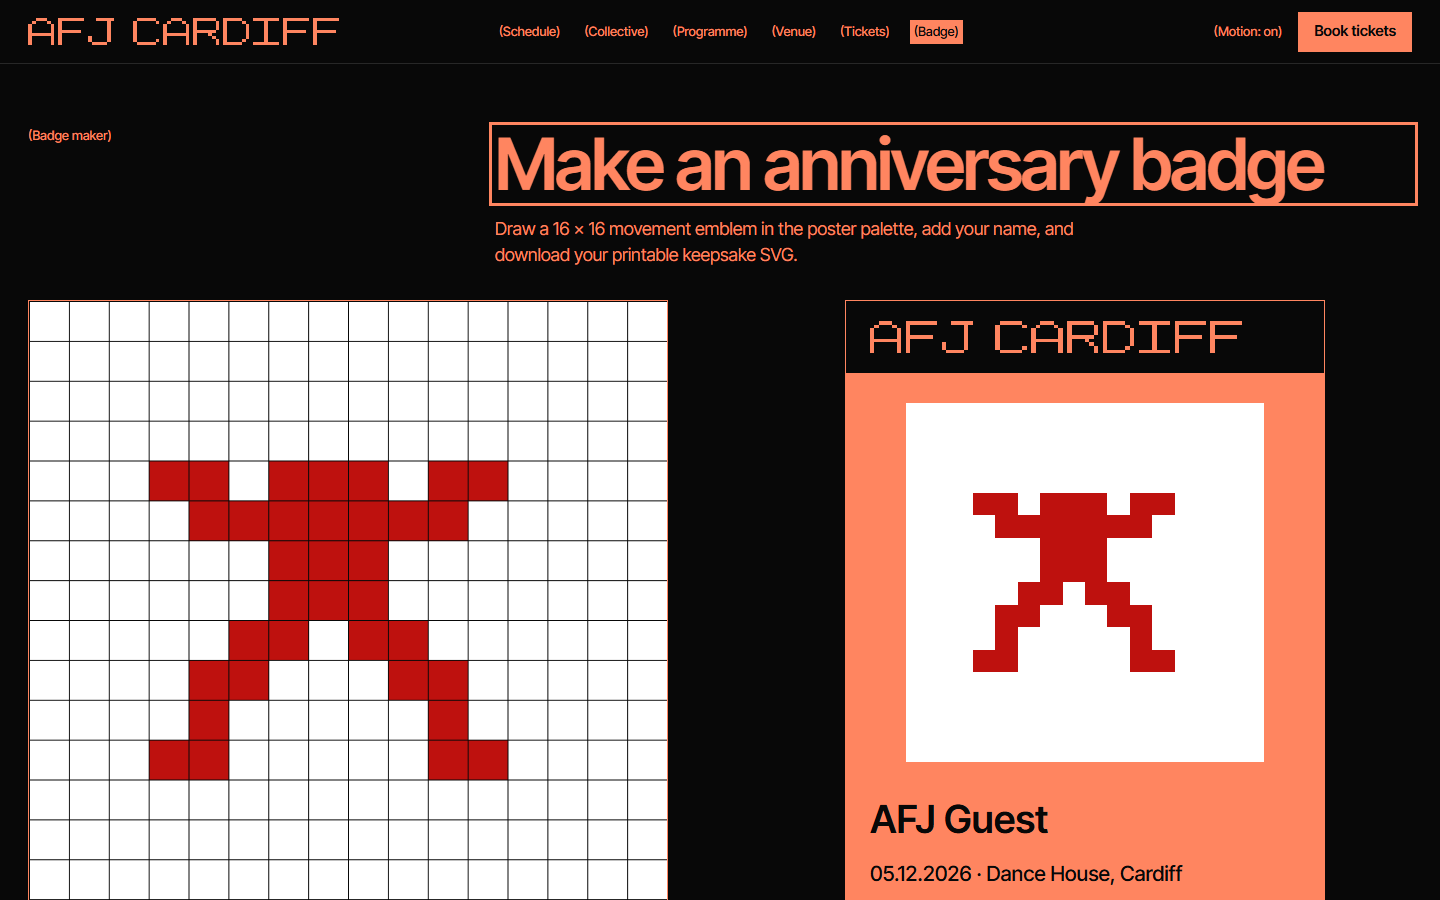 AFJ CARDIFF
(Schedule) (Collective) (Programme) (Venue) (Tickets) (Badge)
(Motion: on) Book tickets
(Badge maker)
Make an anniversary badge
Draw a 16 × 16 movement emblem in the poster palette, add your name, and
download your printable keepsake SVG.
AFJ CARDIFF
AFJ Guest
05.12.2026 · Dance House, Cardiff